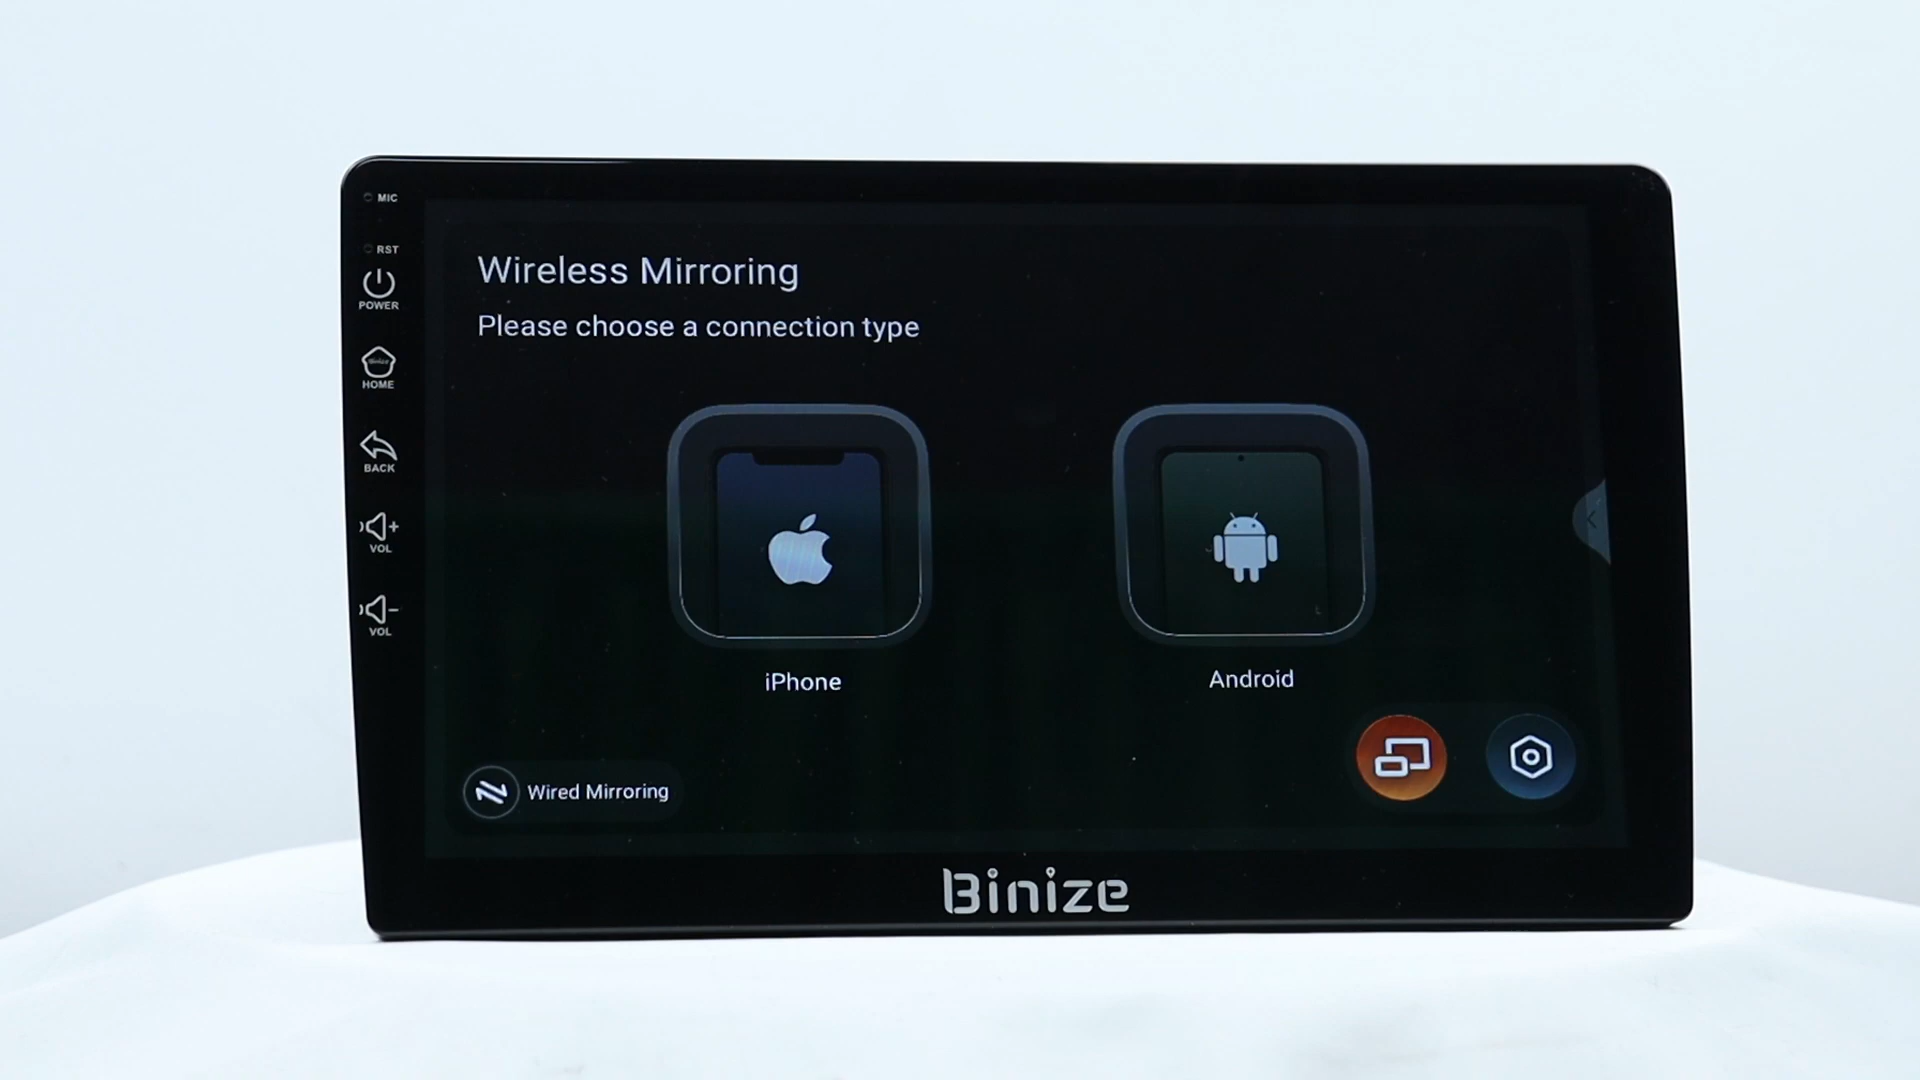 MIC
RST
POWER
HOME
BACK
VOL
VOL
Wireless Mirroring
Please choose a connection type
iPhone
Android
Wired Mirroring
Binize